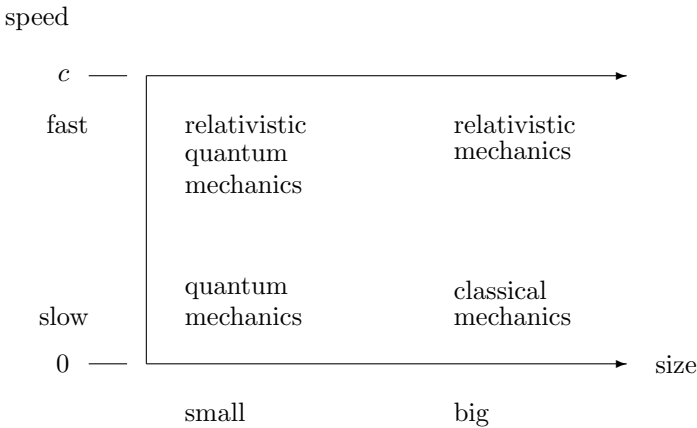 speed
c
fast
relativistic
quantum
mechanics
relativistic
mechanics
slow
quantum
mechanics
classical
mechanics
0
size
small
big